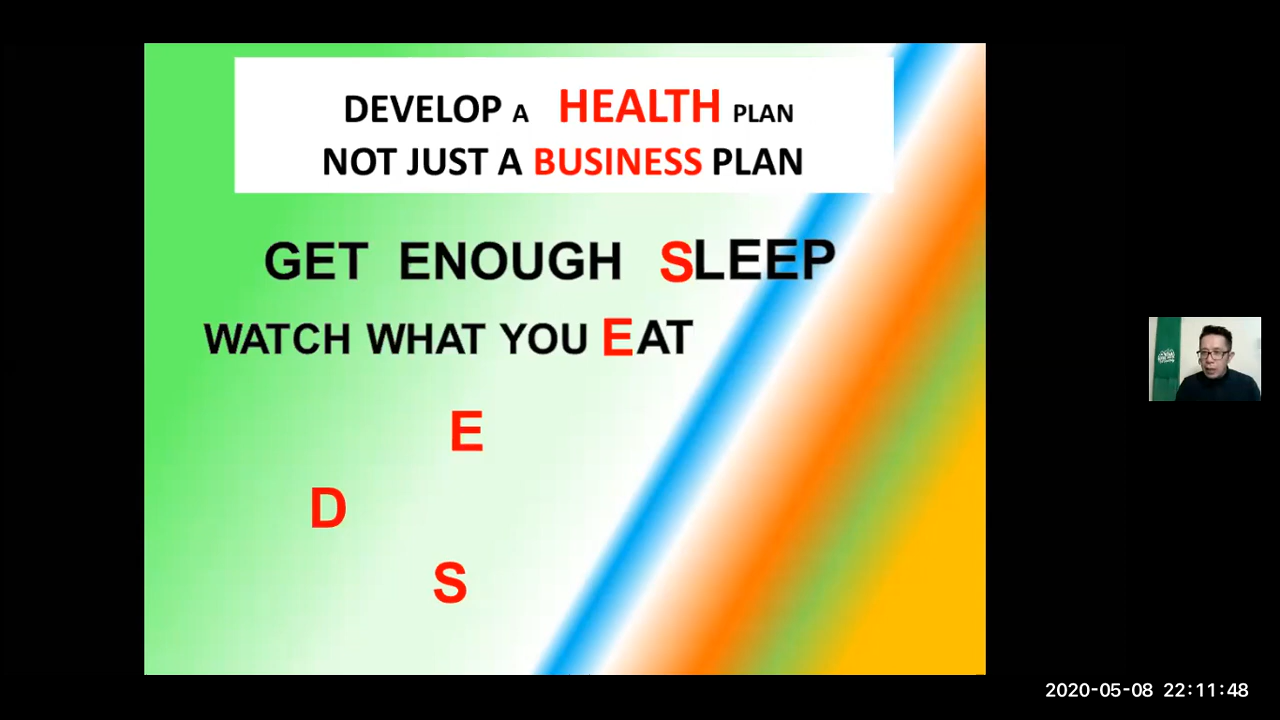 DEVELOP A HEALTH PLAN
NOT JUST A BUSINESS PLAN
GET ENOUGH SLEEP
WATCH WHAT YOU EAT
E
D
S
2020-05-08 22:11:48